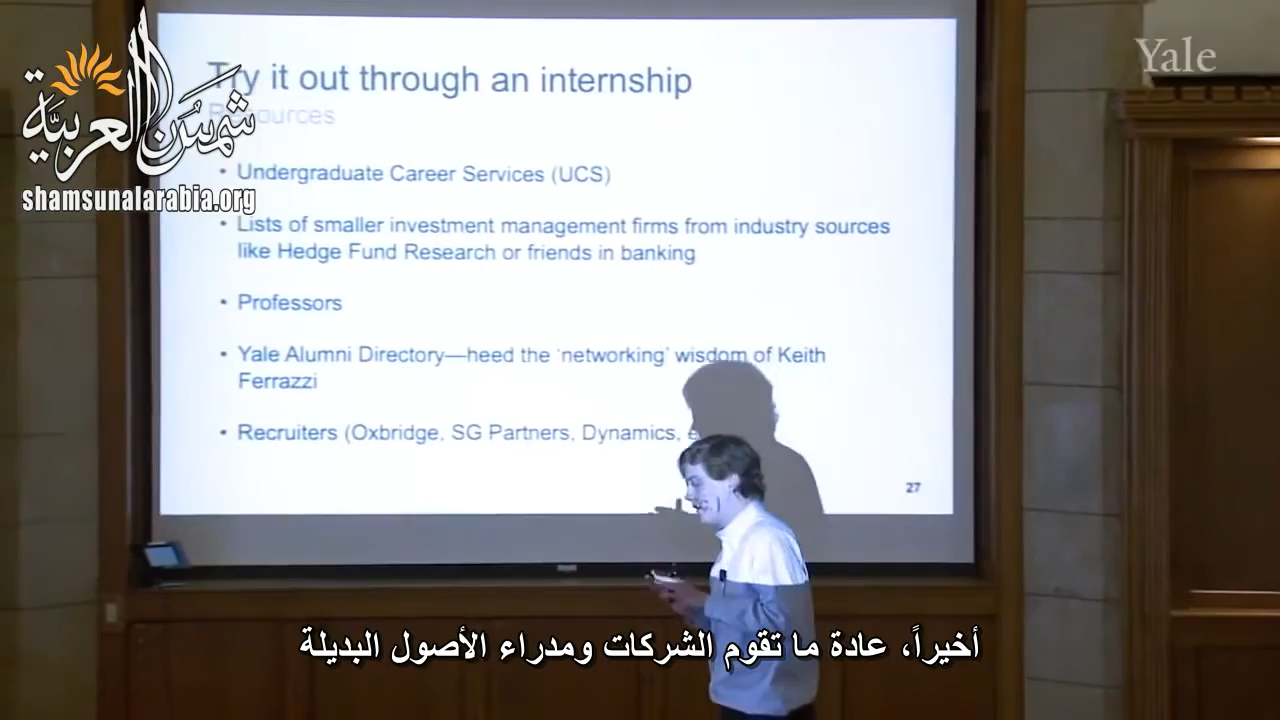 Yale
شمس العربية
shamsunalarabia.org
Try it out through an internship
Resources
• Undergraduate Career Services (UCS)
• Lists of smaller investment management firms from industry sources
like Hedge Fund Research or friends in banking
• Professors
• Yale Alumni Directory—heed the ‘networking’ wisdom of Keith
Ferrazzi
• Recruiters (Oxbridge, SG Partners, Dynamics,
27
أخيراً، عادة ما تقوم الشركات ومدراء الأصول البديلة